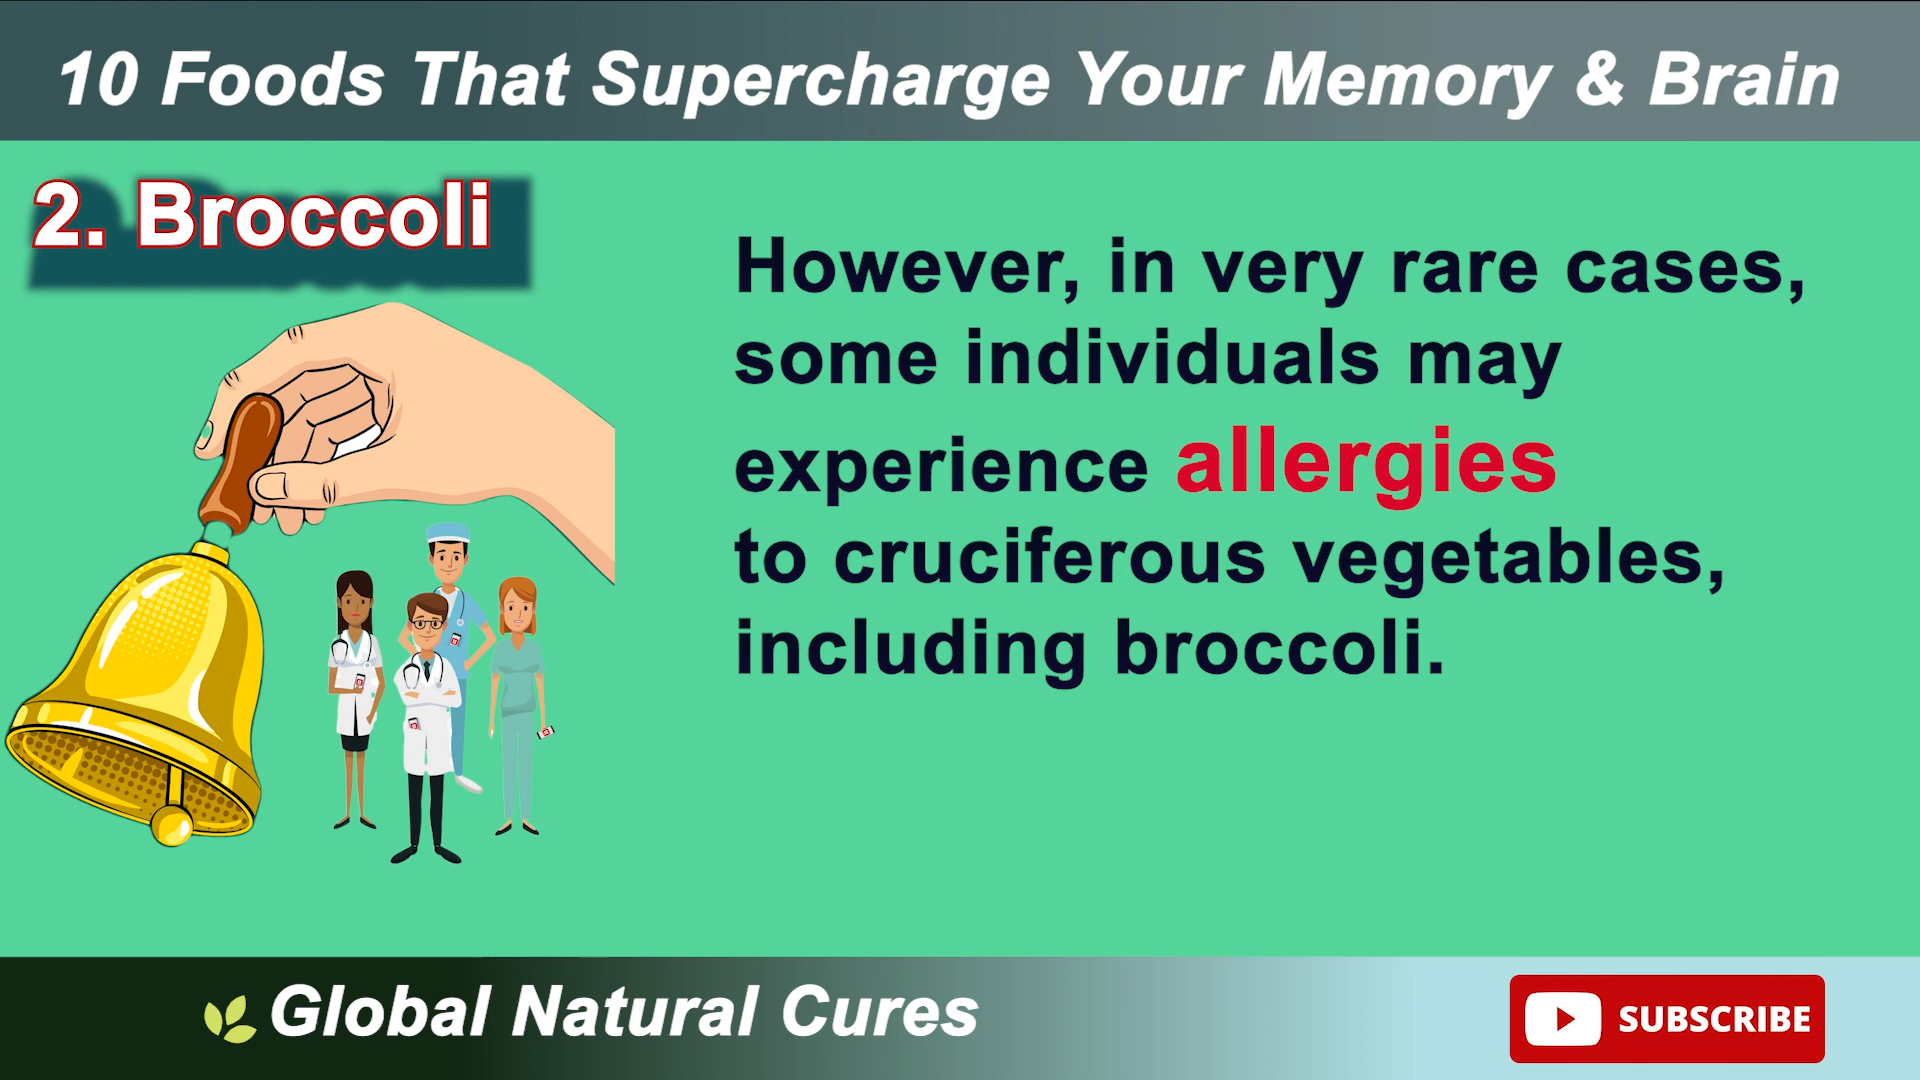 10 Foods That Supercharge Your Memory & Brain
2. Broccoli
However, in very rare cases,
some individuals may
experience allergies
to cruciferous vegetables,
including broccoli.
Global Natural Cures
SUBSCRIBE